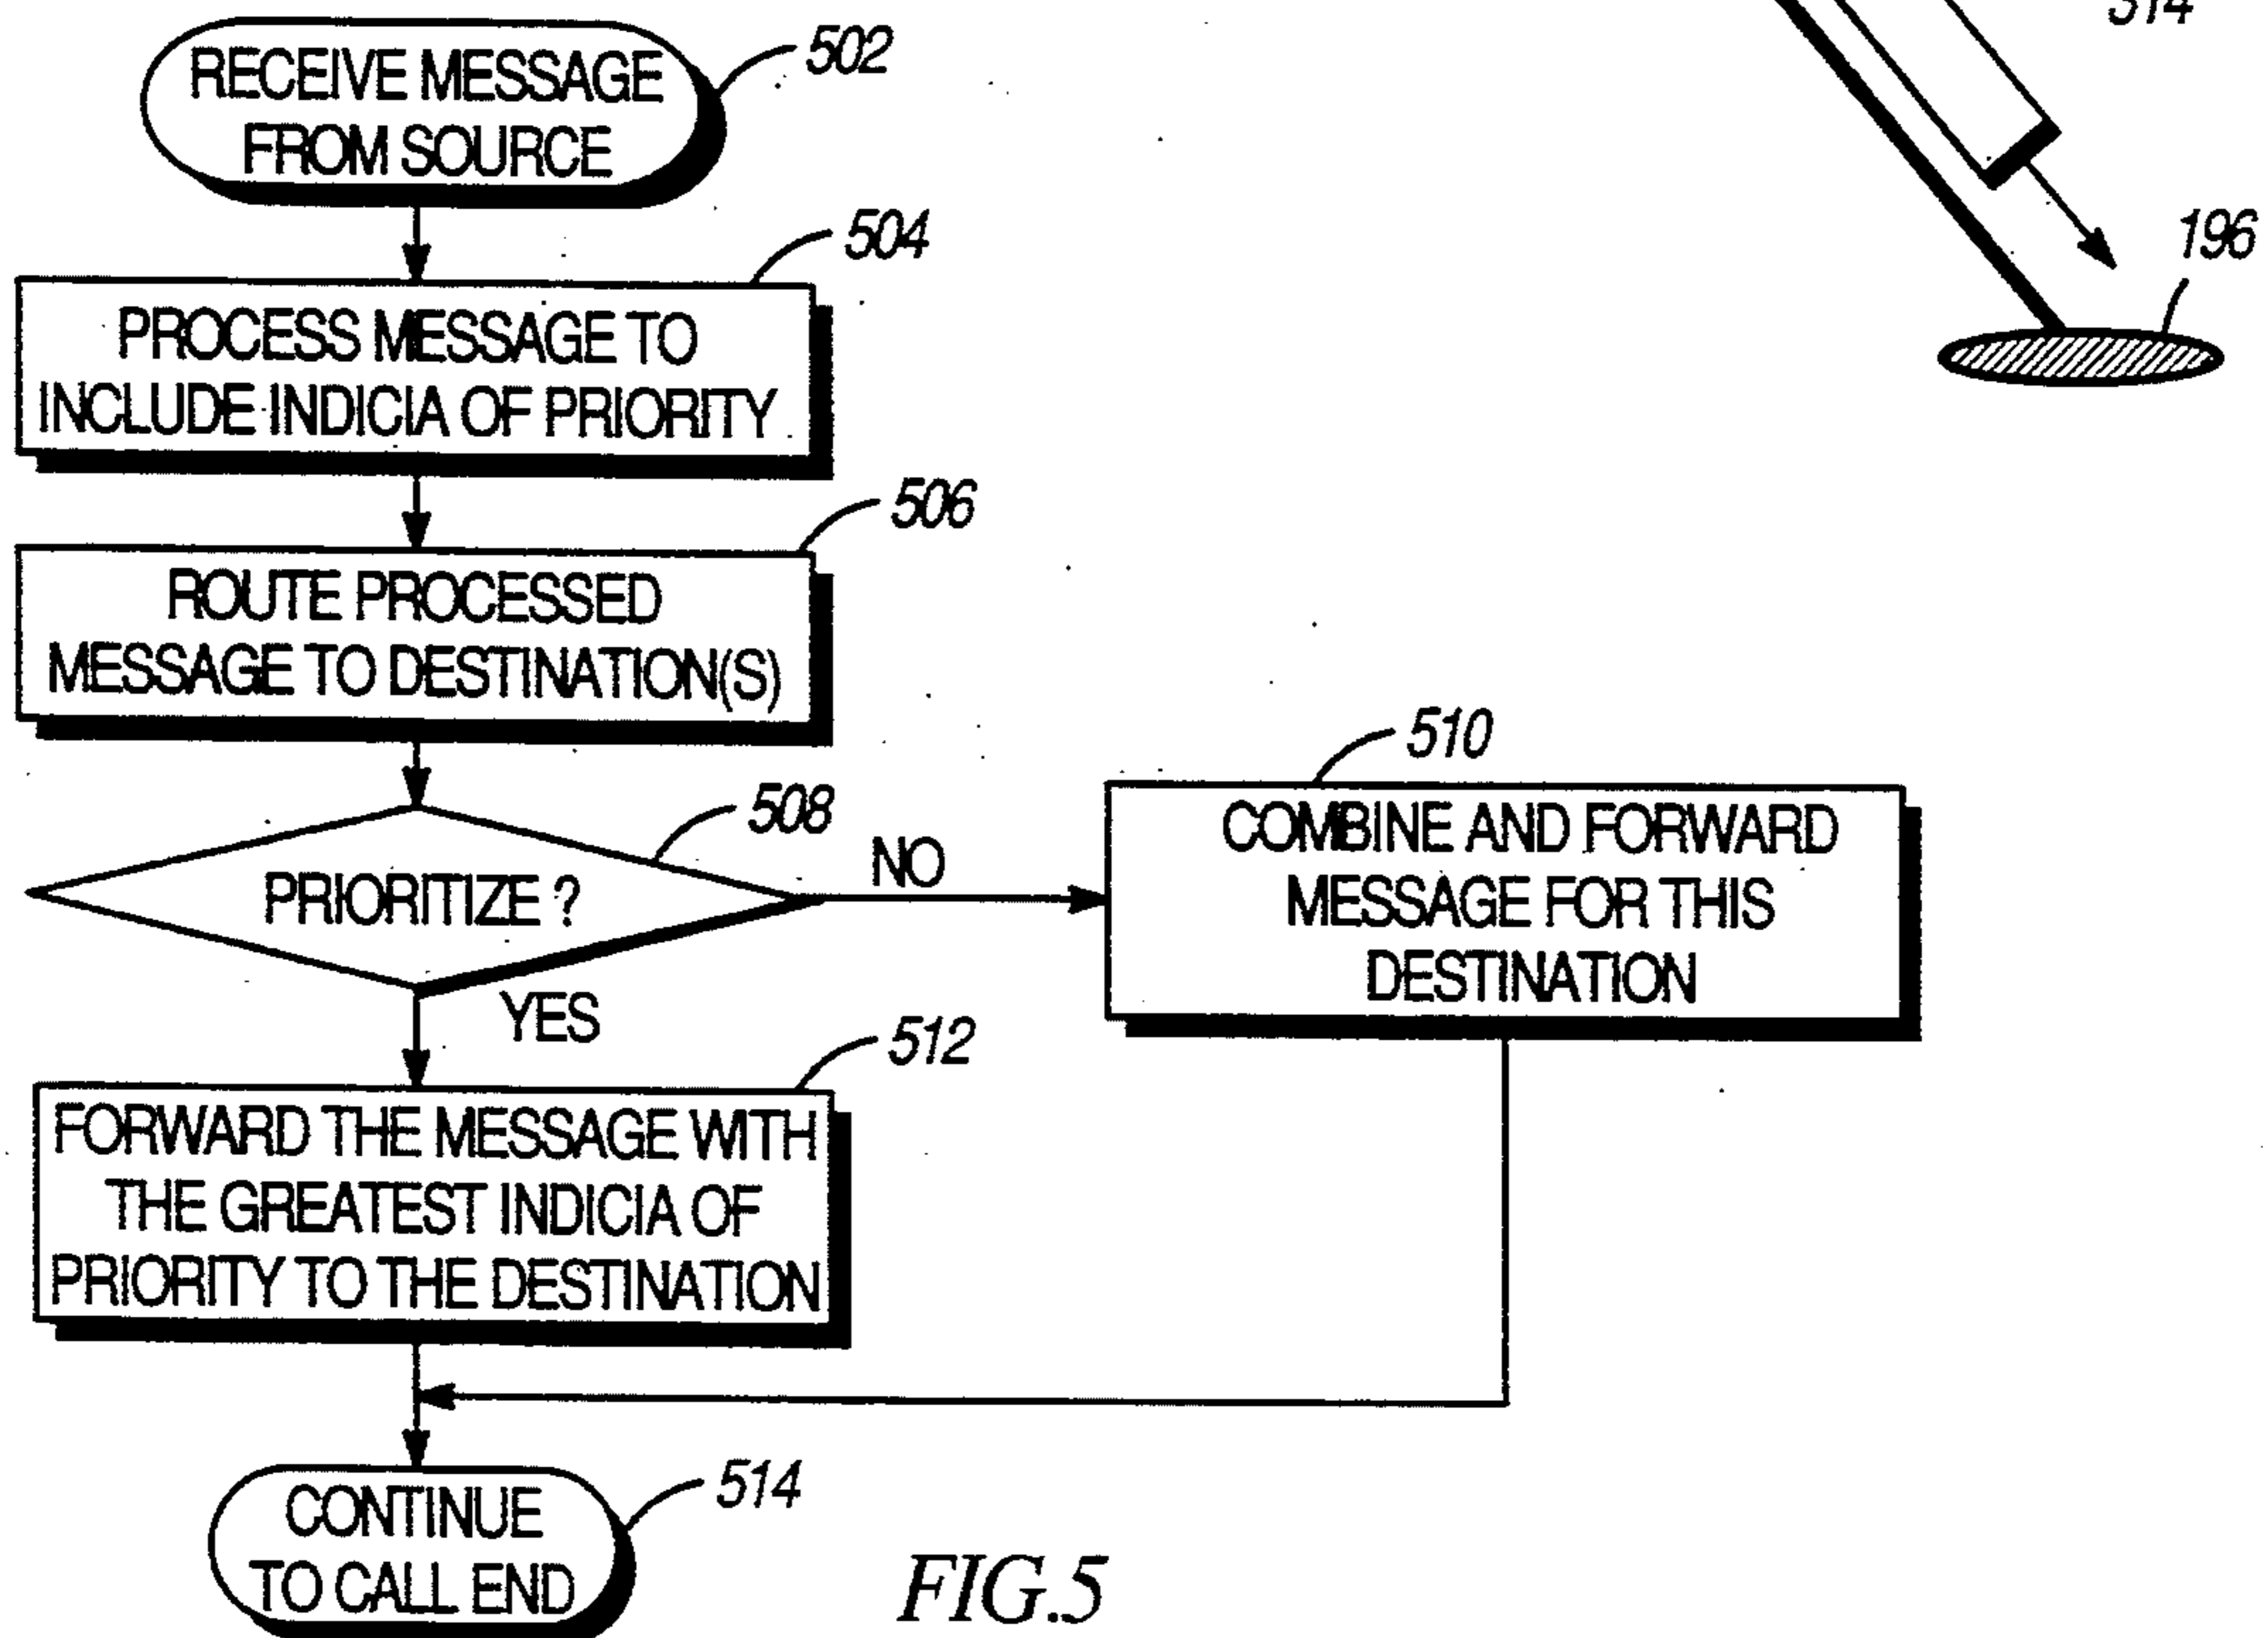 RECEIVE MESSAGE
FROM SOURCE
502
PROCESS MESSAGE TO
INCLUDE INDICIA OF PRIORITY
504
ROUTE PROCESSED
MESSAGE TO DESTINATION(S)
506
PRIORITIZE ?
508
NO
YES
COMBINE AND FORWARD
MESSAGE FOR THIS
DESTINATION
510
FORWARD THE MESSAGE WITH
THE GREATEST INDICIA OF
PRIORITY TO THE DESTINATION
512
CONTINUE
TO CALL END
514
FIG.5
314
196